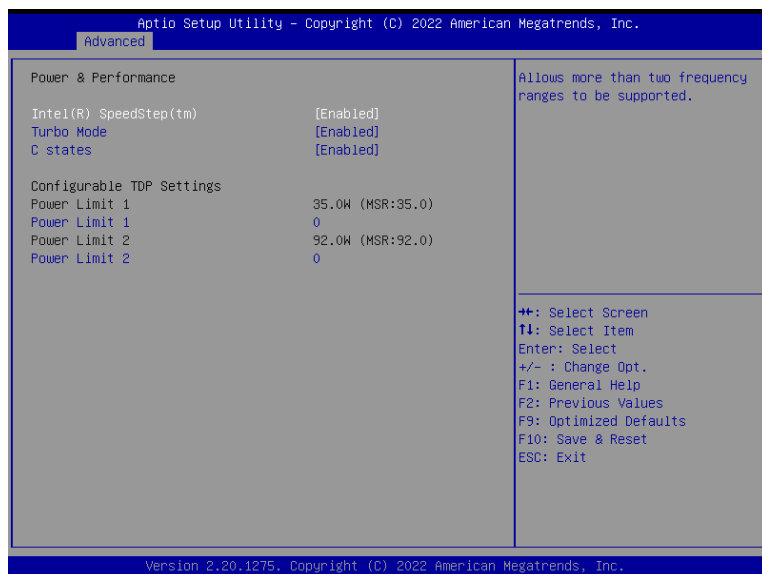 Aptio Setup Utility – Copyright (C) 2022 American Megatrends, Inc.
Advanced
Power & Performance
Intel(R) SpeedStep(tm) [Enabled]
Turbo Mode [Enabled]
C states [Enabled]
Configurable TDP Settings
Power Limit 1 35.0W (MSR:35.0)
Power Limit 1 0
Power Limit 2 92.0W (MSR:92.0)
Power Limit 2 0
Allows more than two frequency
ranges to be supported.
→←: Select Screen
↑↓: Select Item
Enter: Select
+/- : Change Opt.
F1: General Help
F2: Previous Values
F9: Optimized Defaults
F10: Save & Reset
ESC: Exit
Version 2.20.1275. Copyright (C) 2022 American Megatrends, Inc.